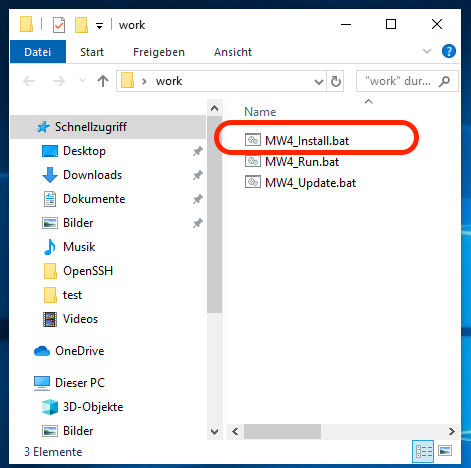 work
Datei Start Freigeben Ansicht
work "work" dur...
Name
Schnellzugriff
Desktop
Downloads
Dokumente
Bilder
Musik
OpenSSH
test
Videos
OneDrive
Dieser PC
3D-Objekte
Bilder
MW4_Install.bat
MW4_Run.bat
MW4_Update.bat
3 Elemente